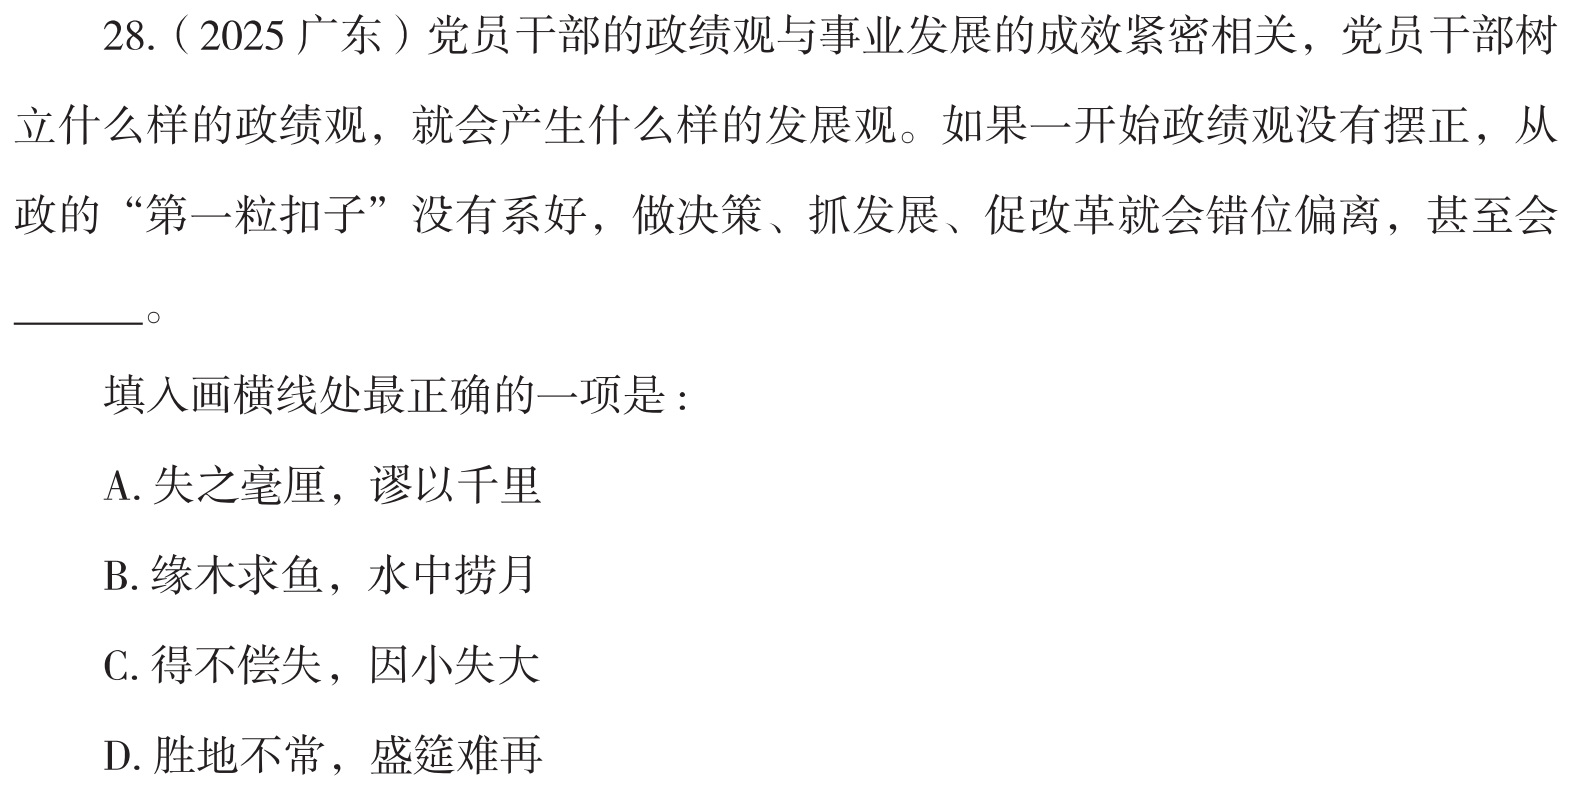 28.（2025 广东）党员干部的政绩观与事业发展的成效紧密相关，党员干部树
立什么样的政绩观，就会产生什么样的发展观。如果一开始政绩观没有摆正，从
政的“第一粒扣子”没有系好，做决策、抓发展、促改革就会错位偏离，甚至会
______。
填入画横线处最正确的一项是：
A. 失之毫厘，谬以千里
B. 缘木求鱼，水中捞月
C. 得不偿失，因小失大
D. 胜地不常，盛筵难再